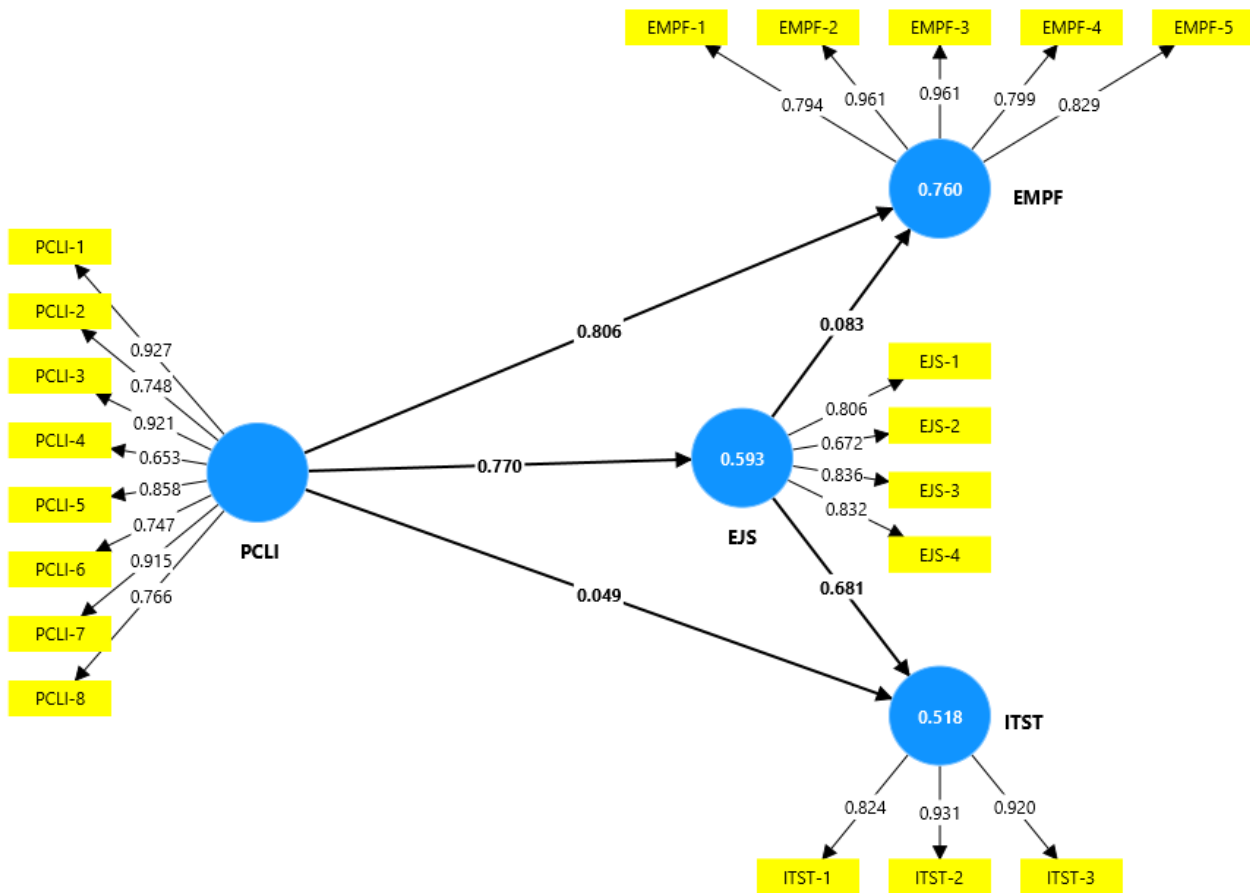 EMPF-1
EMPF-2
EMPF-3
EMPF-4
EMPF-5
0.794
0.961
0.961
0.799
0.829
0.760
EMPF
PCLI-1
PCLI-2
PCLI-3
PCLI-4
PCLI-5
PCLI-6
PCLI-7
PCLI-8
0.927
0.748
0.921
0.653
0.858
0.747
0.915
0.766
PCLI
0.806
0.770
0.049
0.083
0.681
0.593
EJS
0.806
0.672
0.836
0.832
EJS-1
EJS-2
EJS-3
EJS-4
0.518
ITST
0.824
0.931
0.920
ITST-1
ITST-2
ITST-3